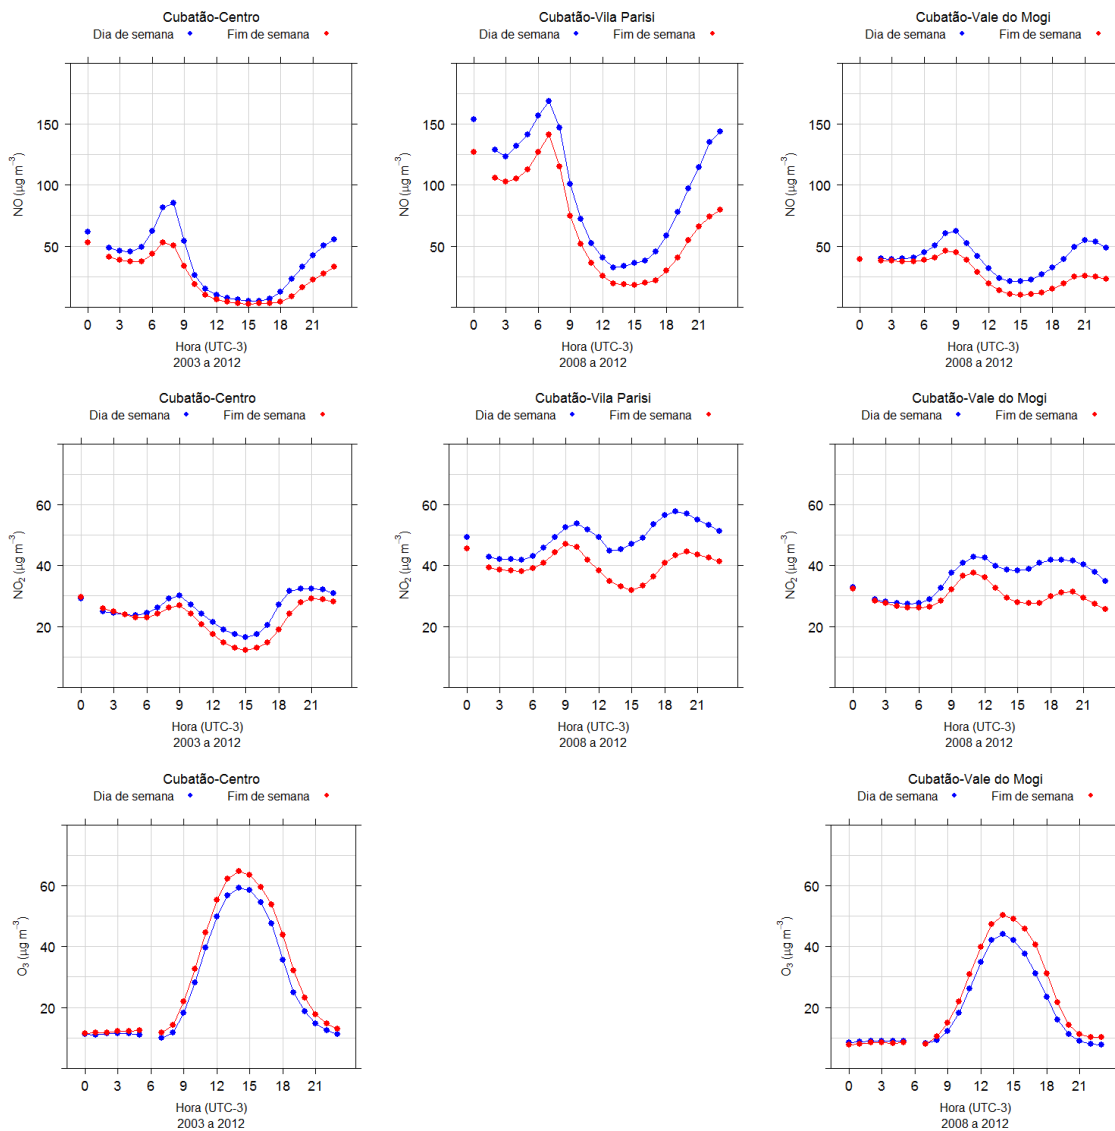 Cubatão-Centro
Dia de semana Fim de semana
NO (µg m⁻³)
150
100
50
0 3 6 9 12 15 18 21
Hora (UTC-3)
2003 a 2012
Cubatão-Vila Parisi
Dia de semana Fim de semana
NO (µg m⁻³)
150
100
50
0 3 6 9 12 15 18 21
Hora (UTC-3)
2008 a 2012
Cubatão-Vale do Mogi
Dia de semana Fim de semana
NO (µg m⁻³)
150
100
50
0 3 6 9 12 15 18 21
Hora (UTC-3)
2008 a 2012
Cubatão-Centro
Dia de semana Fim de semana
NO₂ (µg m⁻³)
60
40
20
0 3 6 9 12 15 18 21
Hora (UTC-3)
2003 a 2012
Cubatão-Vila Parisi
Dia de semana Fim de semana
NO₂ (µg m⁻³)
60
40
20
0 3 6 9 12 15 18 21
Hora (UTC-3)
2008 a 2012
Cubatão-Vale do Mogi
Dia de semana Fim de semana
NO₂ (µg m⁻³)
60
40
20
0 3 6 9 12 15 18 21
Hora (UTC-3)
2008 a 2012
Cubatão-Centro
Dia de semana Fim de semana
O₃ (µg m⁻³)
60
40
20
0 3 6 9 12 15 18 21
Hora (UTC-3)
2003 a 2012
Cubatão-Vale do Mogi
Dia de semana Fim de semana
O₃ (µg m⁻³)
60
40
20
0 3 6 9 12 15 18 21
Hora (UTC-3)
2008 a 2012